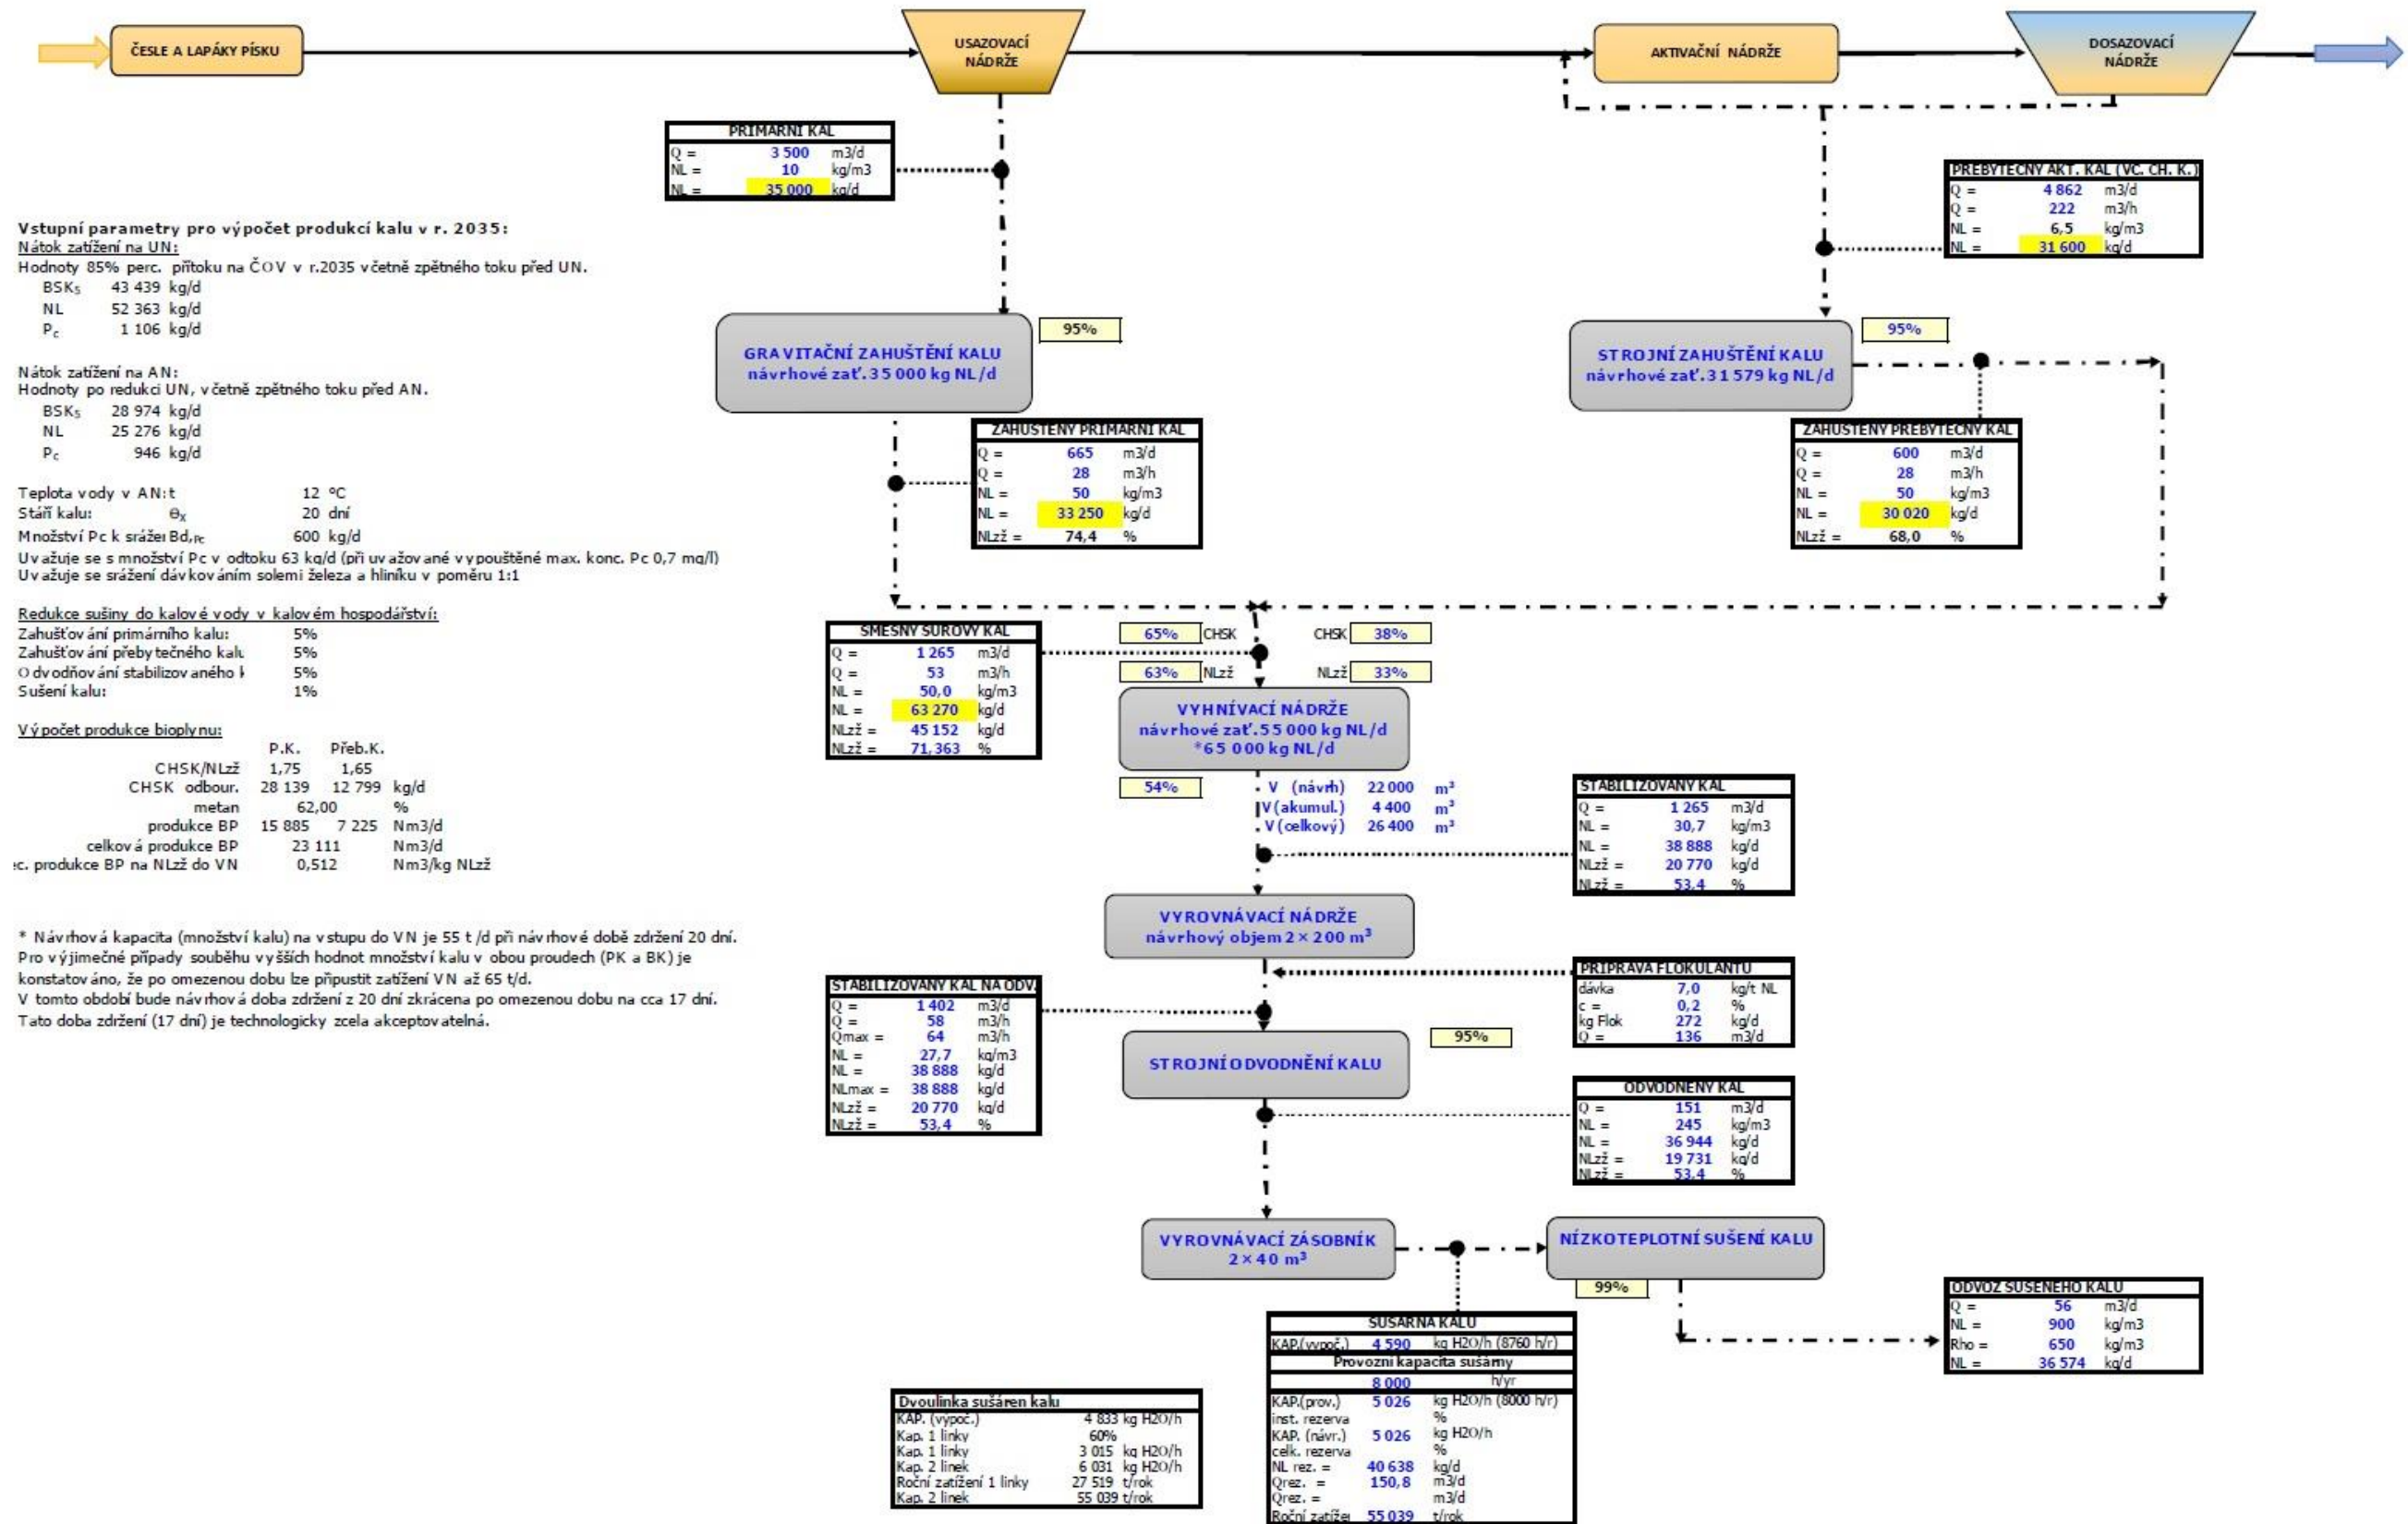 ČESLE A LAPÁKY PÍSKU
USAZOVACÍ
NÁDRŽE
AKTIVAČNÍ NÁDRŽE
DOSAZOVACÍ
NÁDRŽE
PRIMÁRNÍ KAL
Q = 3 500 m3/d
NL = 10 kg/m3
NL = 35 000 kg/d
PŘEBYTEČNÝ AKT. KAL (VČ. CH. K.)
Q = 4 862 m3/d
Q = 222 m3/h
NL = 6,5 kg/m3
NL = 31 600 kg/d
Vstupní parametry pro výpočet produkcí kalu v r. 2035:
Nátok zatížení na UN:
Hodnoty 85% perc. přítoku na ČOV v r.2035 včetně zpětného toku před UN.
BSK₅ 43 439 kg/d
NL 52 363 kg/d
Pc 1 106 kg/d
Nátok zatížení na AN:
Hodnoty po redukci UN, včetně zpětného toku před AN.
BSK₅ 28 974 kg/d
NL 25 276 kg/d
Pc 946 kg/d
Teplota vody v AN: t 12 °C
Stáří kalu: Θx 20 dní
Množství Pc k srážen Bd,Pc 600 kg/d
Uvažuje se s množství Pc v odtoku 63 kg/d (při uvažované vypouštěné max. konc. Pc 0,7 mg/l)
Uvažuje se srážení dávkováním solemi železa a hliníku v poměru 1:1
Redukce sušiny do kalové vody v kalovém hospodářství:
Zahušťování primárního kalu: 5%
Zahušťování přebytečného kalu 5%
Odvodňování stabilizovaného k 5%
Sušení kalu: 1%
Výpočet produkce bioplynu:
P.K. Přeb.K.
CHSK/NLzž 1,75 1,65
CHSK odbour. 28 139 12 799 kg/d
metan 62,00 %
produkce BP 15 885 7 225 Nm3/d
celková produkce BP 23 111 Nm3/d
ec. produkce BP na NLzž do VN 0,512 Nm3/kg NLzž
* Návrhová kapacita (množství kalu) na vstupu do VN je 55 t /d při návrhové době zdržení 20 dní.
Pro výjimečné případy souběhu vyšších hodnot množství kalu v obou proudech (PK a BK) je
konstatováno, že po omezenou dobu lze připustit zatížení VN až 65 t/d.
V tomto období bude návrhová doba zdržení z 20 dní zkrácena po omezenou dobu na cca 17 dní.
Tato doba zdržení (17 dní) je technologicky zcela akceptovatelná.
GRAVITAČNÍ ZAHUŠTĚNÍ KALU
návrhové zať.35 000 kg NL/d
95%
STROJNÍ ZAHUŠTĚNÍ KALU
návrhové zať.31 579 kg NL/d
95%
ZAHUŠTĚNÝ PRIMÁRNÍ KAL
Q = 665 m3/d
Q = 28 m3/h
NL = 50 kg/m3
NL = 33 250 kg/d
NLzž = 74,4 %
ZAHUŠTĚNÝ PŘEBYTEČNÝ KAL
Q = 600 m3/d
Q = 28 m3/h
NL = 50 kg/m3
NL = 30 020 kg/d
NLzž = 68,0 %
SMĚSNÝ SUROVÝ KAL
Q = 1 265 m3/d
Q = 53 m3/h
NL = 50,0 kg/m3
NL = 63 270 kg/d
NLzž = 45 152 kg/d
NLzž = 71,363 %
65% CHSK CHSK 38%
63% NLzž NLzž 33%
VYHNÍVACÍ NÁDRŽE
návrhové zať.55 000 kg NL/d
*65 000 kg NL/d
54%
V (návrh) 22 000 m³
V (akumul.) 4 400 m³
V (celkový) 26 400 m³
STABILIZOVANÝ KAL
Q = 1 265 m3/d
NL = 30,7 kg/m3
NL = 38 888 kg/d
NLzž = 20 770 kg/d
NLzž = 53,4 %
VYROVNÁVACÍ NÁDRŽE
návrhový objem 2 × 200 m³
PŘÍPRAVA FLOKULANTU
dávka 7,0 kg/t NL
c = 0,2 %
kg Flok 272 kg/d
Q = 136 m3/d
STABILIZOVANÝ KAL NA ODV.
Q = 1 402 m3/d
Q = 58 m3/h
Qmax = 64 m3/h
NL = 27,7 kg/m3
NL = 38 888 kg/d
NLmax = 38 888 kg/d
NLzž = 20 770 kg/d
NLzž = 53,4 %
STROJNÍ ODVODNĚNÍ KALU
95%
ODVODNĚNÝ KAL
Q = 151 m3/d
NL = 245 kg/m3
NL = 36 944 kg/d
NLzž = 19 731 kg/d
NLzž = 53,4 %
VYROVNÁVACÍ ZÁSOBNÍK
2 × 40 m³
NÍZKOTEPLOTNÍ SUŠENÍ KALU
99%
ODVOZ SUŠENÉHO KALU
Q = 56 m3/d
NL = 900 kg/m3
Rho = 650 kg/m3
NL = 36 574 kg/d
SUŠÁRNA KALU
KAP.(vypoč.) 4 590 kg H2O/h (8760 h/r)
Provozní kapacita sušárny
8 000 h/yr
KAP.(prov.) 5 026 kg H2O/h (8000 h/r)
inst. rezerva %
KAP. (návr.) 5 026 kg H2O/h
celk. rezerva %
NL rez. = 40 638 kg/d
Qrez. = 150,8 m3/d
Qrez. = m3/d
Roční zatížen 55 039 t/rok
Dvoulinka sušáren kalu
KAP. (výpoč.) 4 833 kg H2O/h
Kap. 1 linky 60%
Kap. 1 linky 3 015 kg H2O/h
Kap. 2 linek 6 031 kg H2O/h
Roční zatížení 1 linky 27 519 t/rok
Kap. 2 linek 55 039 t/rok